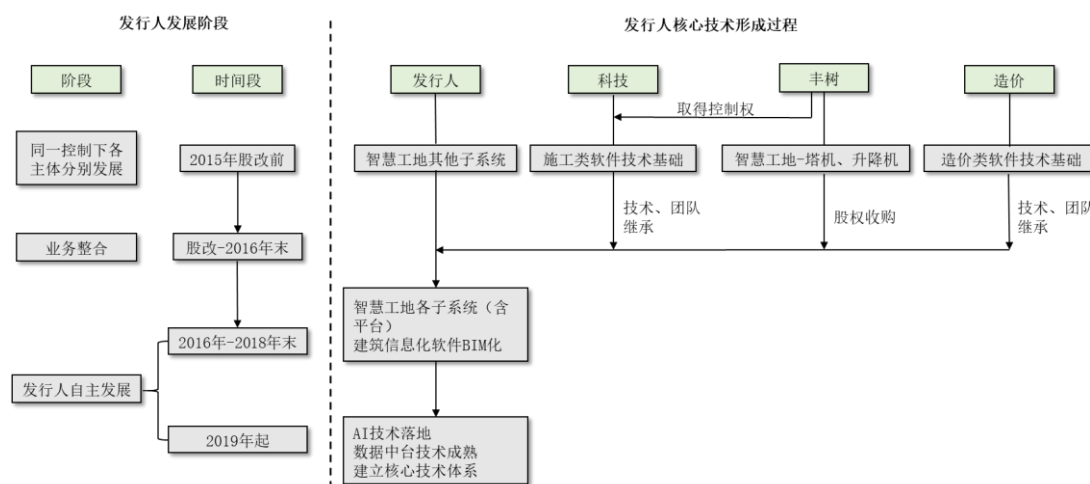 发行人发展阶段
发行人核心技术形成过程
阶段
时间段
发行人
科技
丰树
造价
取得控制权
同一控制下各
主体分别发展
2015年股改前
智慧工地其他子系统
施工类软件技术基础
智慧工地-塔机、升降机
造价类软件技术基础
技术、团队
继承
股权收购
技术、团队
继承
业务整合
股改-2016年末
智慧工地各子系统（含
平台）
建筑信息化软件BIM化
2016年-2018年末
发行人自主发展
2019年起
AI技术落地
数据中台技术成熟
建立核心技术体系